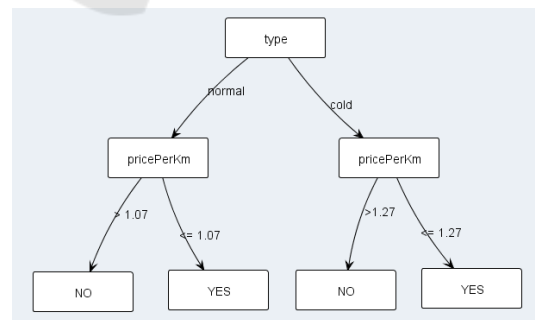 type
normal
cold
pricePerKm
pricePerKm
> 1.07
<= 1.07
>1.27
<= 1.27
NO
YES
NO
YES